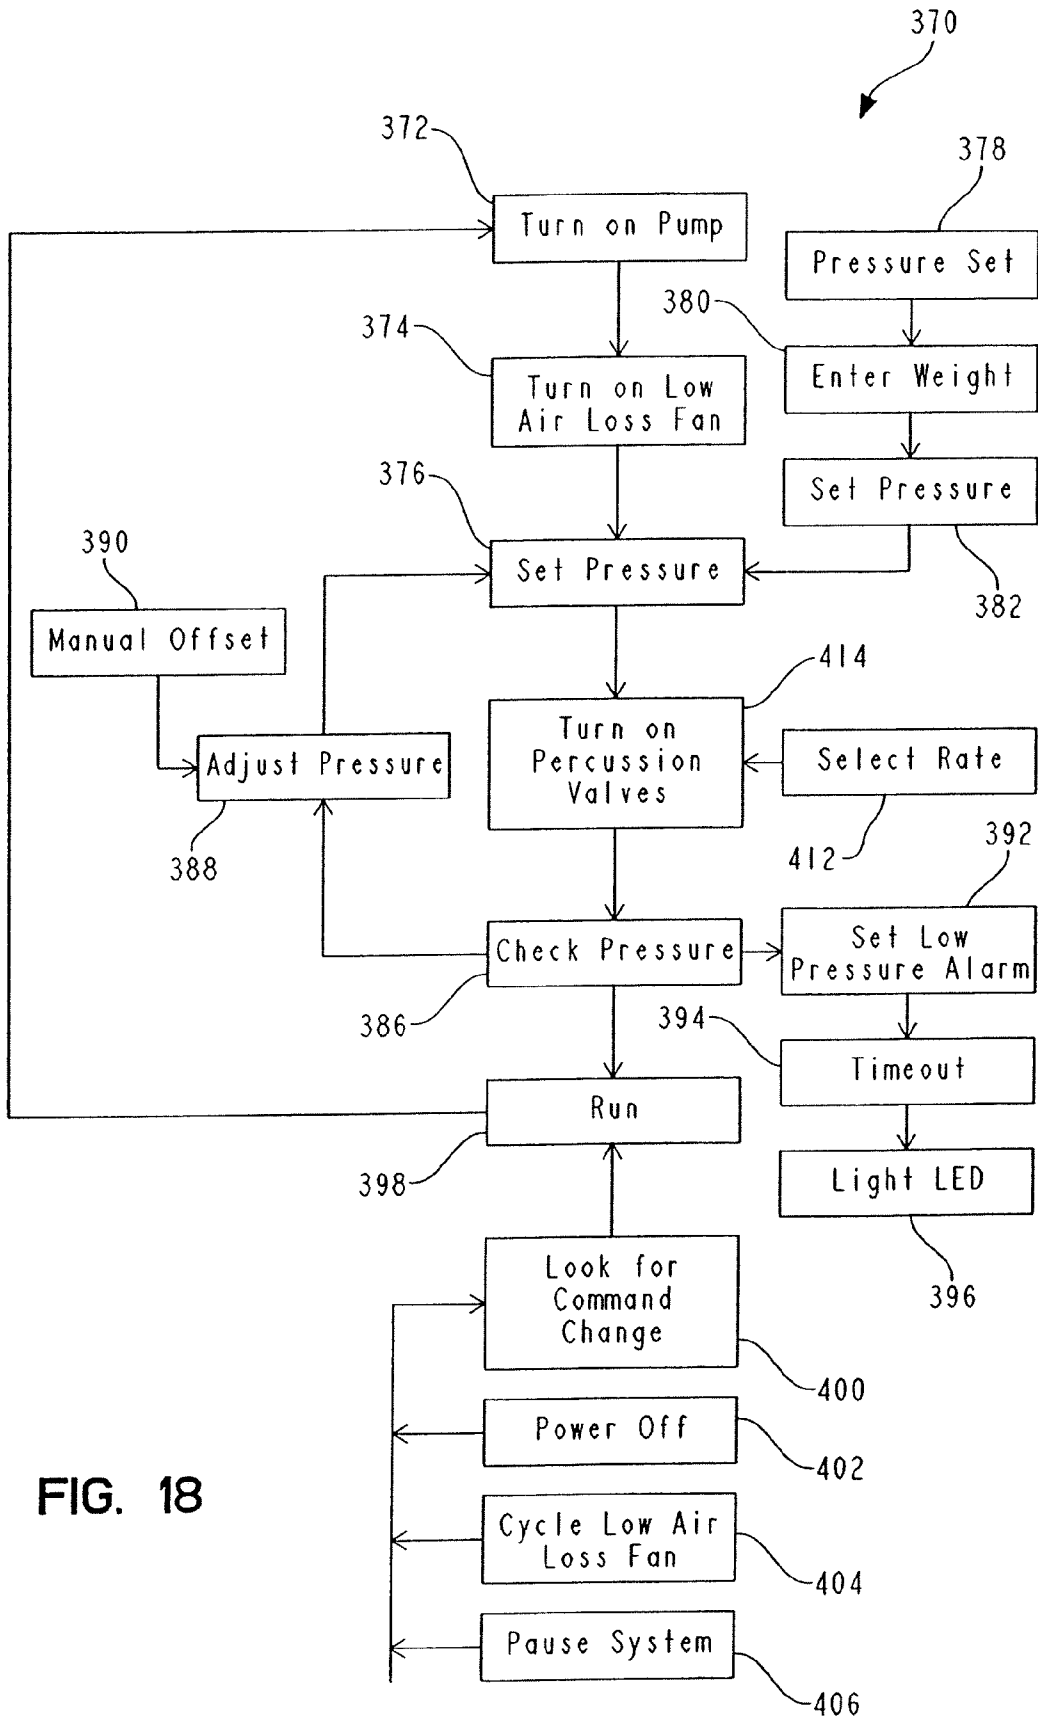 370
372
378
Turn on Pump
Pressure Set
380
374
Turn on Low
Air Loss Fan
Enter Weight
376
Set Pressure
390
Set Pressure
382
Manual Offset
414
Turn on
Percussion
Valves
Select Rate
Adjust Pressure
388
412
392
Check Pressure
Set Low
Pressure Alarm
386
394
Timeout
Run
398
Light LED
396
Look for
Command
Change
400
Power Off
402
FIG. 18
Cycle Low Air
Loss Fan
404
Pause System
406